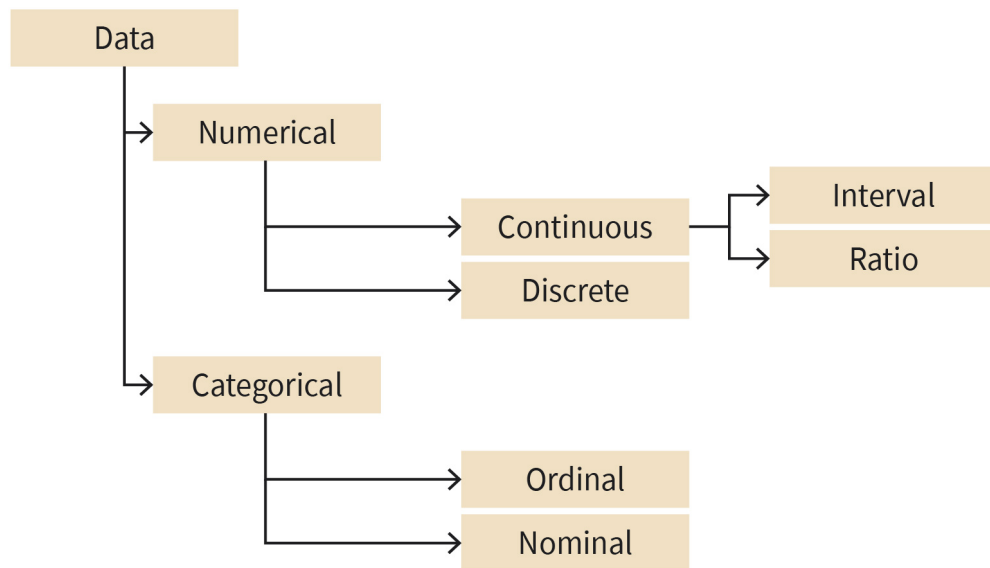 Data
Numerical
Continuous
Interval
Ratio
Discrete
Categorical
Ordinal
Nominal